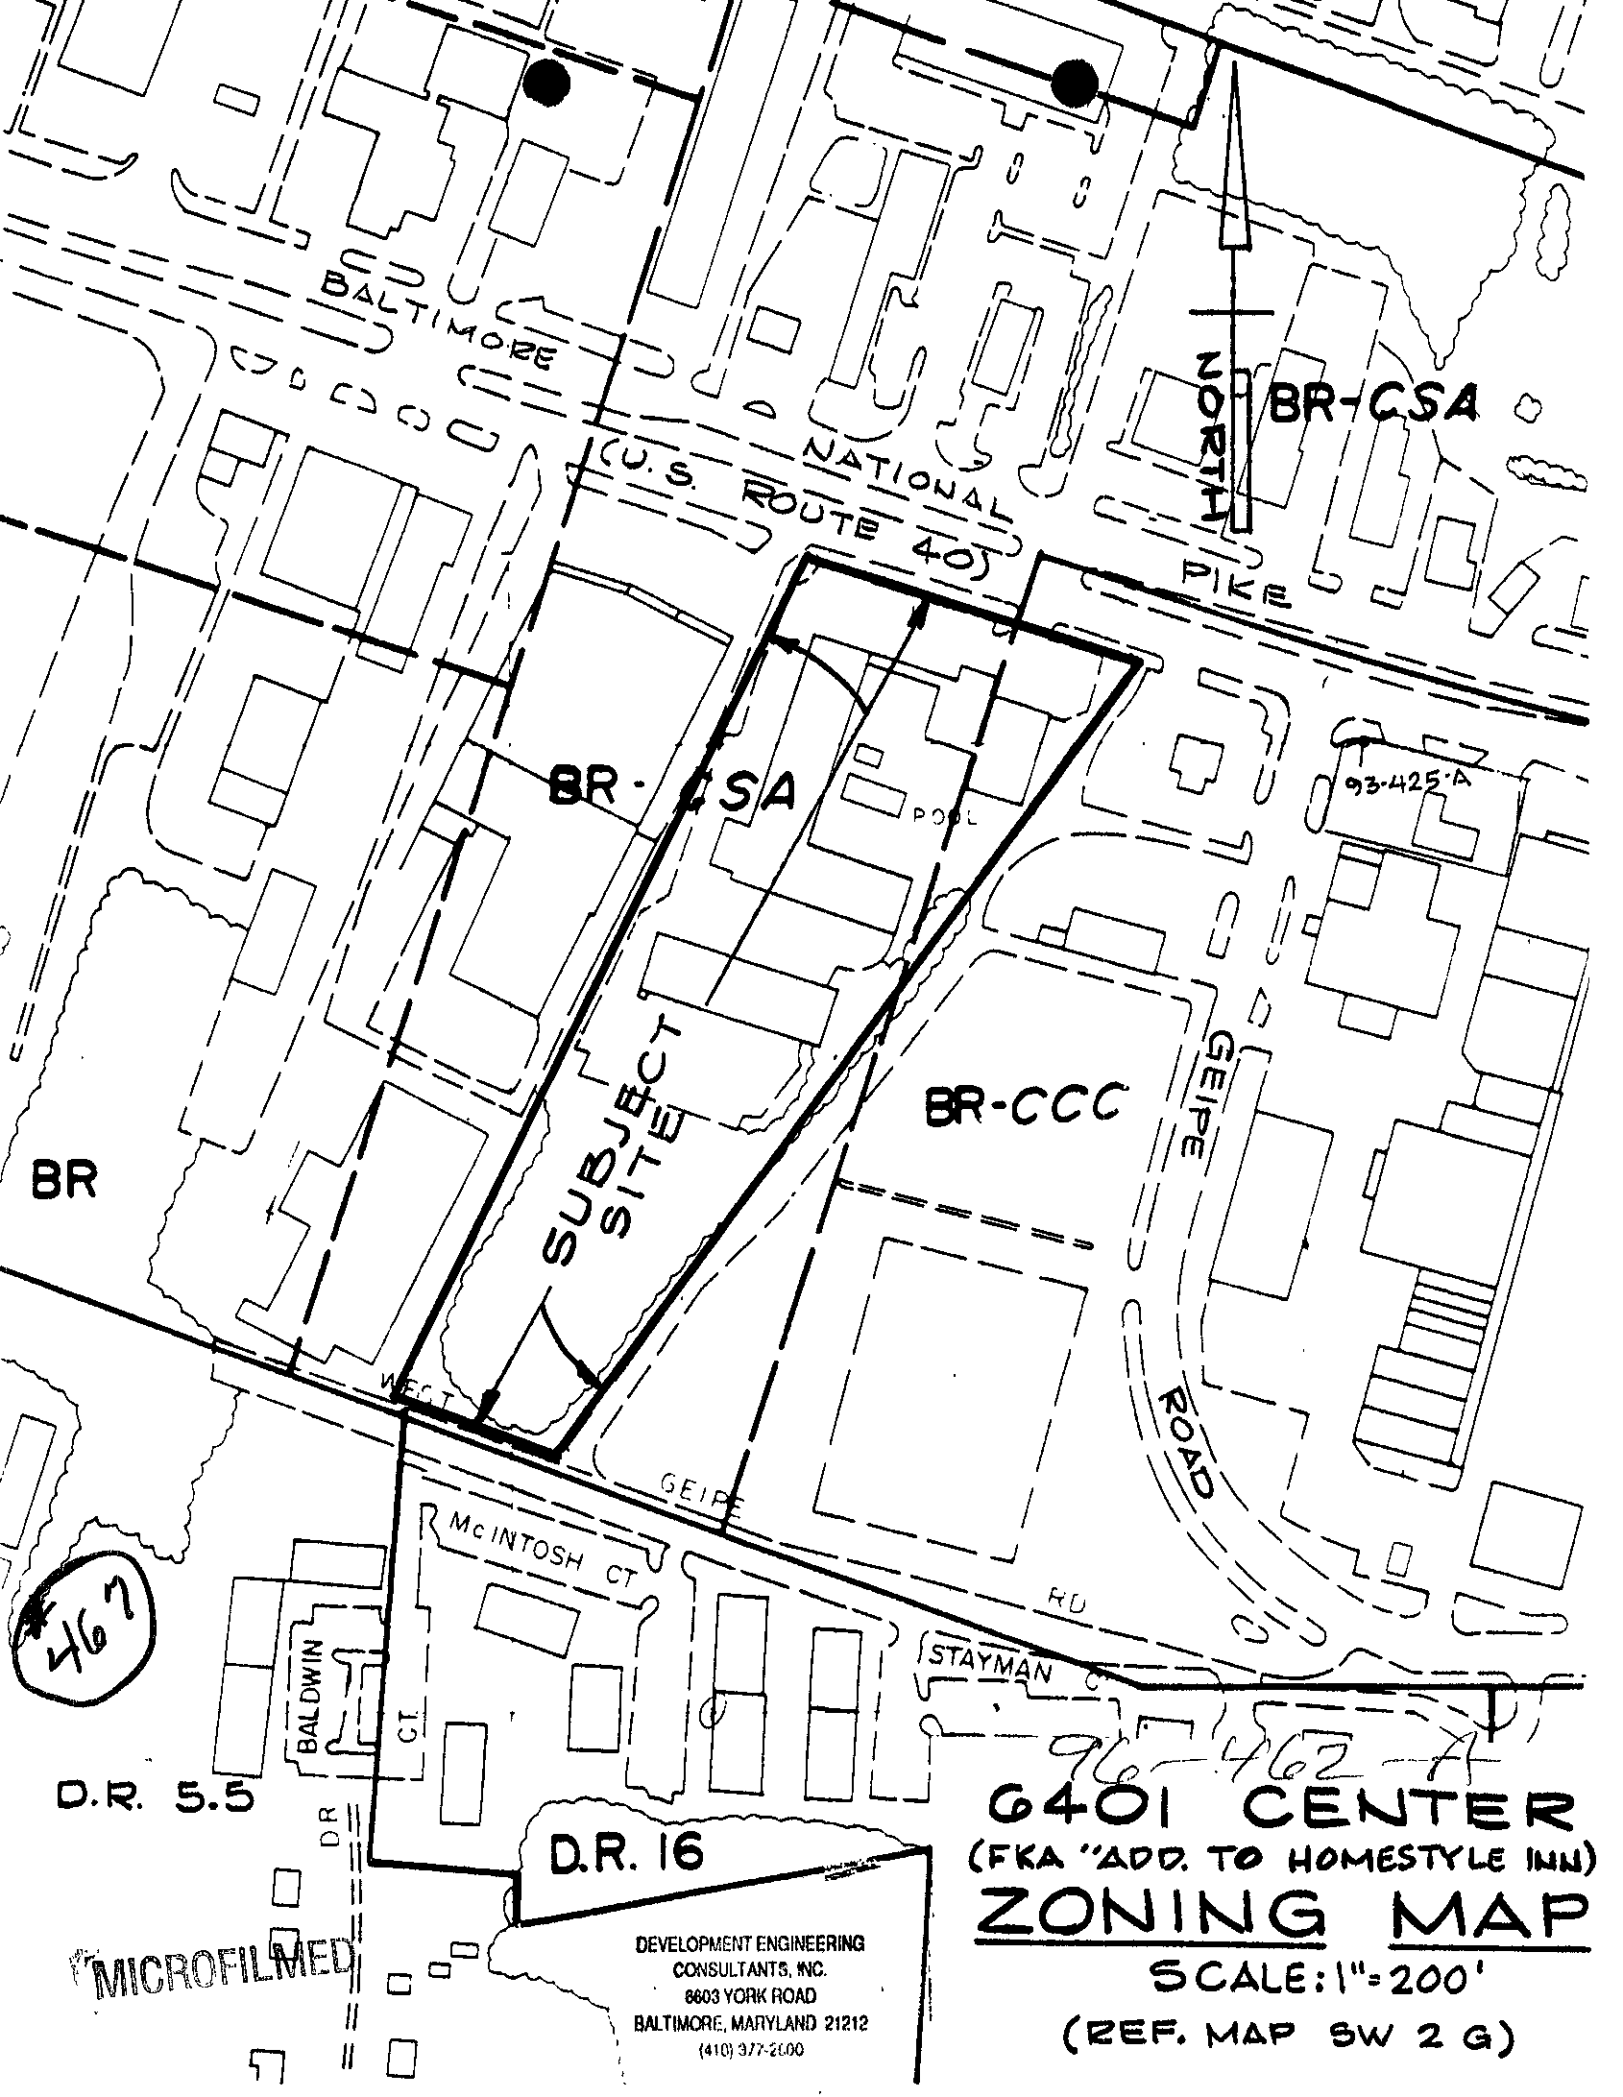 BALTIMORE
NATIONAL
PIKE
(U.S. ROUTE 40)
NORTH
BR-CSA
BR-CSA
93-425-A
POOL
SUBJECT
SITE
BR-CCC
GEIPE
ROAD
BR
WEST
GEIPE
RD
McINTOSH CT
STAYMAN
BALDWIN
CT.
#467
D.R. 5.5
DR
D.R. 16
96-462-A
6401 CENTER
(FKA "ADD. TO HOMESTYLE INN)
ZONING MAP
SCALE: 1"=200'
(REF. MAP SW 2 G)
MICROFILMED
DEVELOPMENT ENGINEERING
CONSULTANTS, INC.
6603 YORK ROAD
BALTIMORE, MARYLAND 21212
(410) 377-2600